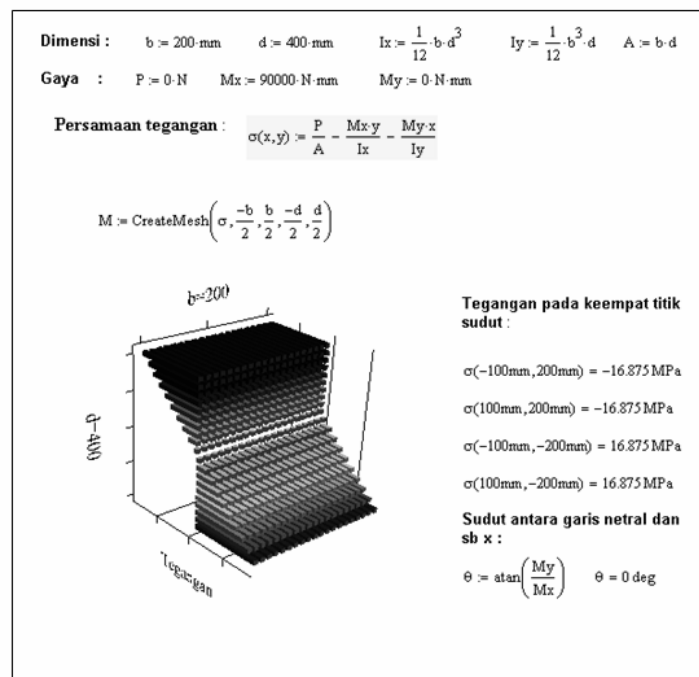 Dimensi : b := 200·mm d := 400·mm Ix := 1/12·b·d³ Iy := 1/12·b³·d A := b·d
Gaya : P := 0·N Mx := 90000·N·mm My := 0·N·mm
Persamaan tegangan : σ(x,y) := P/A − Mx·y/Ix − My·x/Iy
M := CreateMesh(σ, −b/2, b/2, −d/2, d/2)
b=200
d=400
Tegangan
Tegangan pada keempat titik
sudut :
σ(−100mm,200mm) = −16.875 MPa
σ(100mm,200mm) = −16.875 MPa
σ(−100mm,−200mm) = 16.875 MPa
σ(100mm,−200mm) = 16.875 MPa
Sudut antara garis netral dan
sb x :
θ := atan(My/Mx) θ = 0 deg